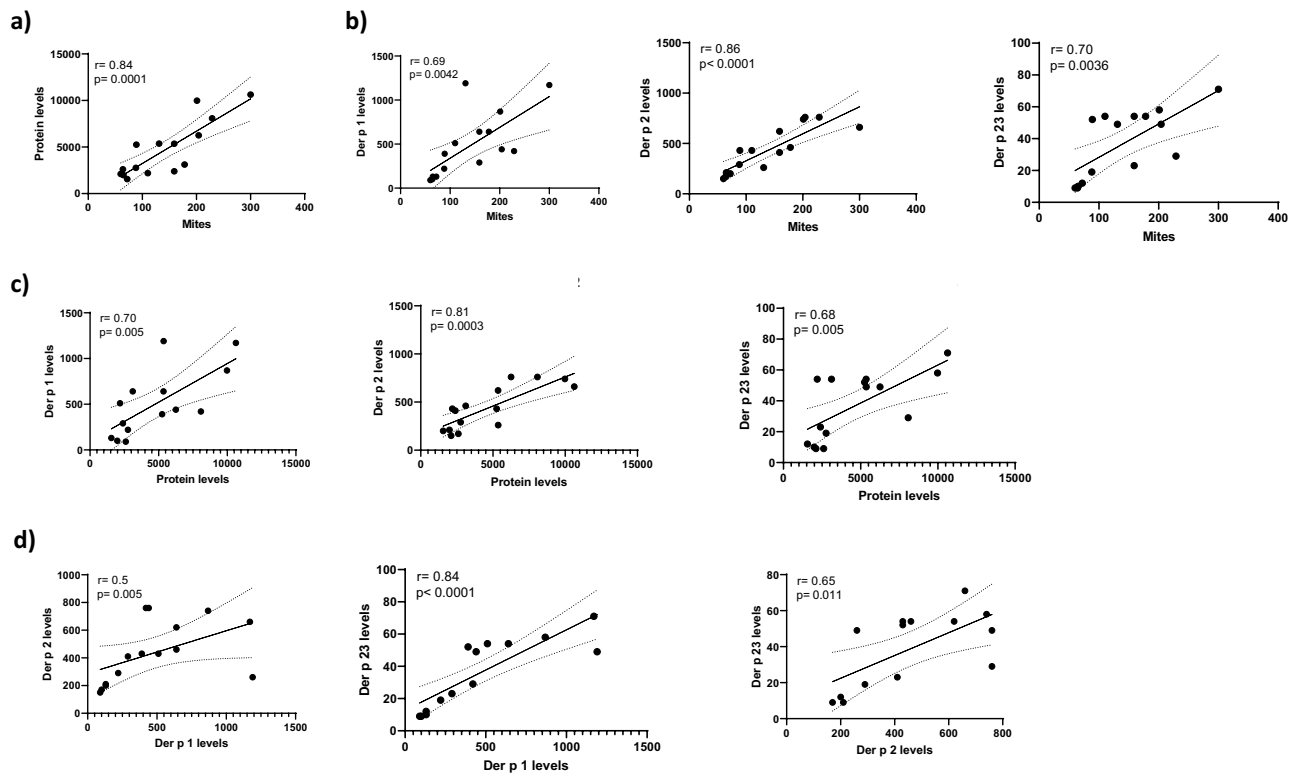 a)
b)
r= 0.84
p= 0.0001
Protein levels
15000
10000
5000
0
0 100 200 300 400
Mites
r= 0.69
p= 0.0042
Der p 1 levels
1500
1000
500
0
0 100 200 300 400
Mites
r= 0.86
p< 0.0001
Der p 2 levels
1500
1000
500
0
0 100 200 300 400
Mites
r= 0.70
p= 0.0036
Der p 23 levels
100
80
60
40
20
0
0 100 200 300 400
Mites
c)
r= 0.70
p= 0.005
Der p 1 levels
1500
1000
500
0
0 5000 10000 15000
Protein levels
r= 0.81
p= 0.0003
Der p 2 levels
1500
1000
500
0
0 5000 10000 15000
Protein levels
r= 0.68
p= 0.005
Der p 23 levels
100
80
60
40
20
0
0 5000 10000 15000
Protein levels
d)
r= 0.5
p= 0.005
Der p 2 levels
1000
800
600
400
200
0
0 500 1000 1500
Der p 1 levels
r= 0.84
p< 0.0001
Der p 23 levels
100
80
60
40
20
0
0 500 1000 1500
Der p 1 levels
r= 0.65
p= 0.011
Der p 23 levels
80
60
40
20
0
0 200 400 600 800
Der p 2 levels